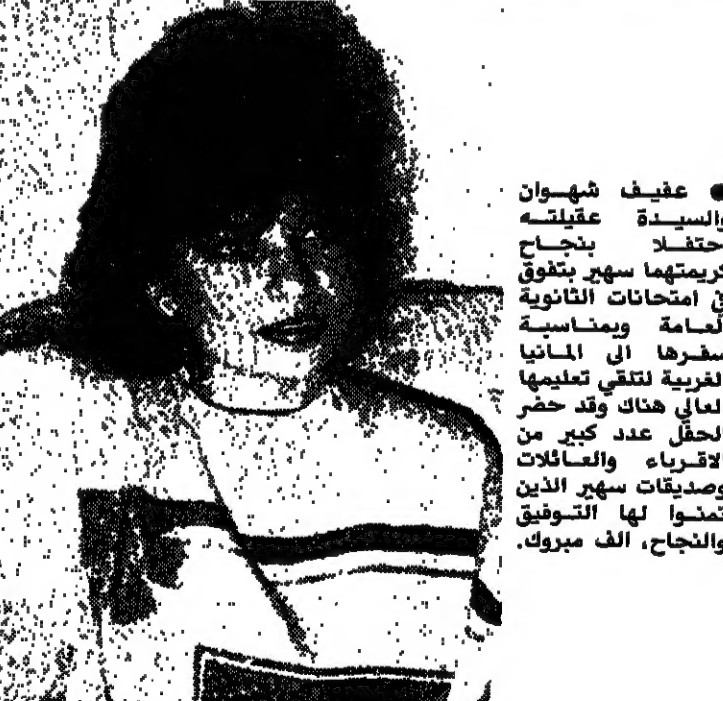 ● عفيف شهوان
والسيدة عقيلته
احتفلا بنجاح
كريمتهما سهير بتفوق
في امتحانات الثانوية
العامة وبمناسبة
سفرها الى المانيا
الغربية لتتلقي تعليمها
العالي هناك وقد حضر
الحفل عدد كبير من
الاقرباء والعائلات
وصديقات سهير الذين
تمنوا لها التوفيق
والنجاح، الف مبروك.